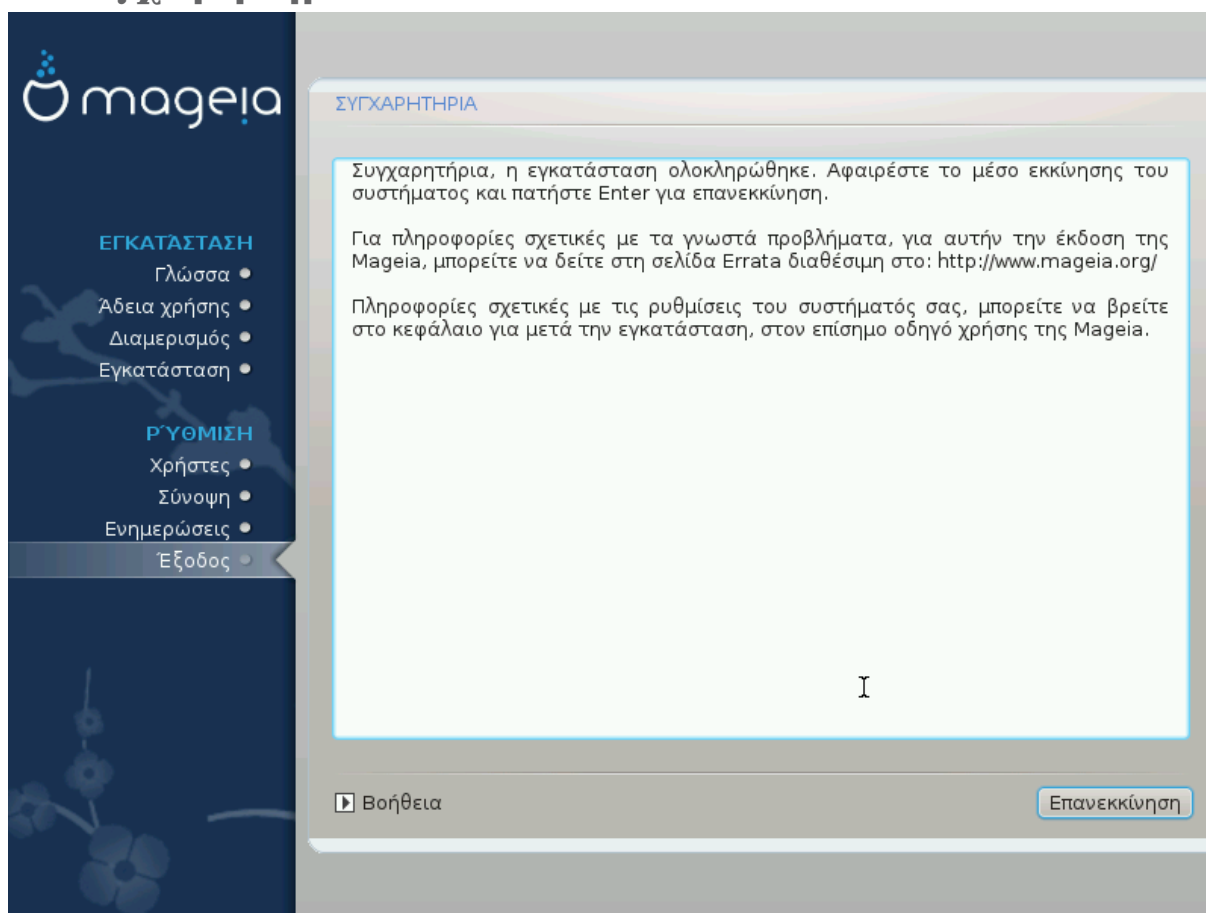 mageia
ΕΓΚΑΤΆΣΤΑΣΗ
Γλώσσα
Άδεια χρήσης
Διαμερισμός
Εγκατάσταση
ΡΎΘΜΙΣΗ
Χρήστες
Σύνοψη
Ενημερώσεις
Έξοδος
ΣΥΓΧΑΡΗΤΗΡΙΑ
Συγχαρητήρια, η εγκατάσταση ολοκληρώθηκε. Αφαιρέστε το μέσο εκκίνησης του
συστήματος και πατήστε Enter για επανεκκίνηση.
Για πληροφορίες σχετικές με τα γνωστά προβλήματα, για αυτήν την έκδοση της
Mageia, μπορείτε να δείτε στη σελίδα Errata διαθέσιμη στο: http://www.mageia.org/
Πληροφορίες σχετικές με τις ρυθμίσεις του συστήματός σας, μπορείτε να βρείτε
στο κεφάλαιο για μετά την εγκατάσταση, στον επίσημο οδηγό χρήσης της Mageia.
Βοήθεια
Επανεκκίνηση